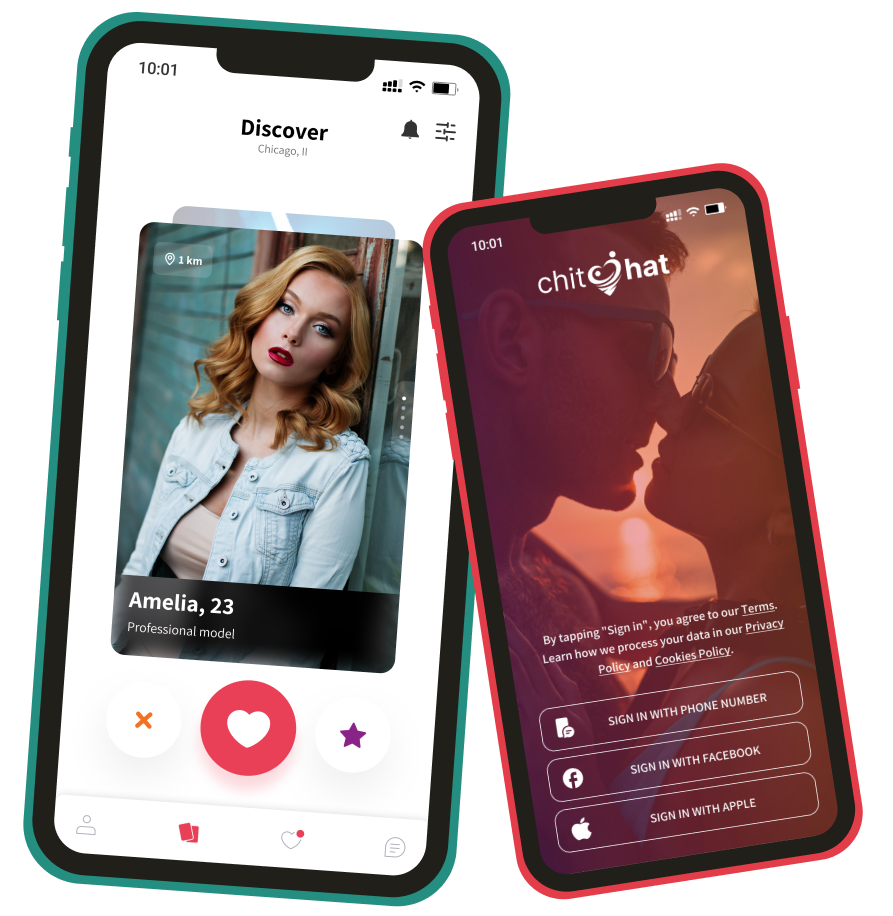 10:01
Discover
Chicago, Il
1 km
Amelia, 23
Professional model
10:01
chit hat
By tapping "Sign in", you agree to our Terms.
Learn how we process your data in our Privacy
Policy and Cookies Policy.
SIGN IN WITH PHONE NUMBER
SIGN IN WITH FACEBOOK
SIGN IN WITH APPLE